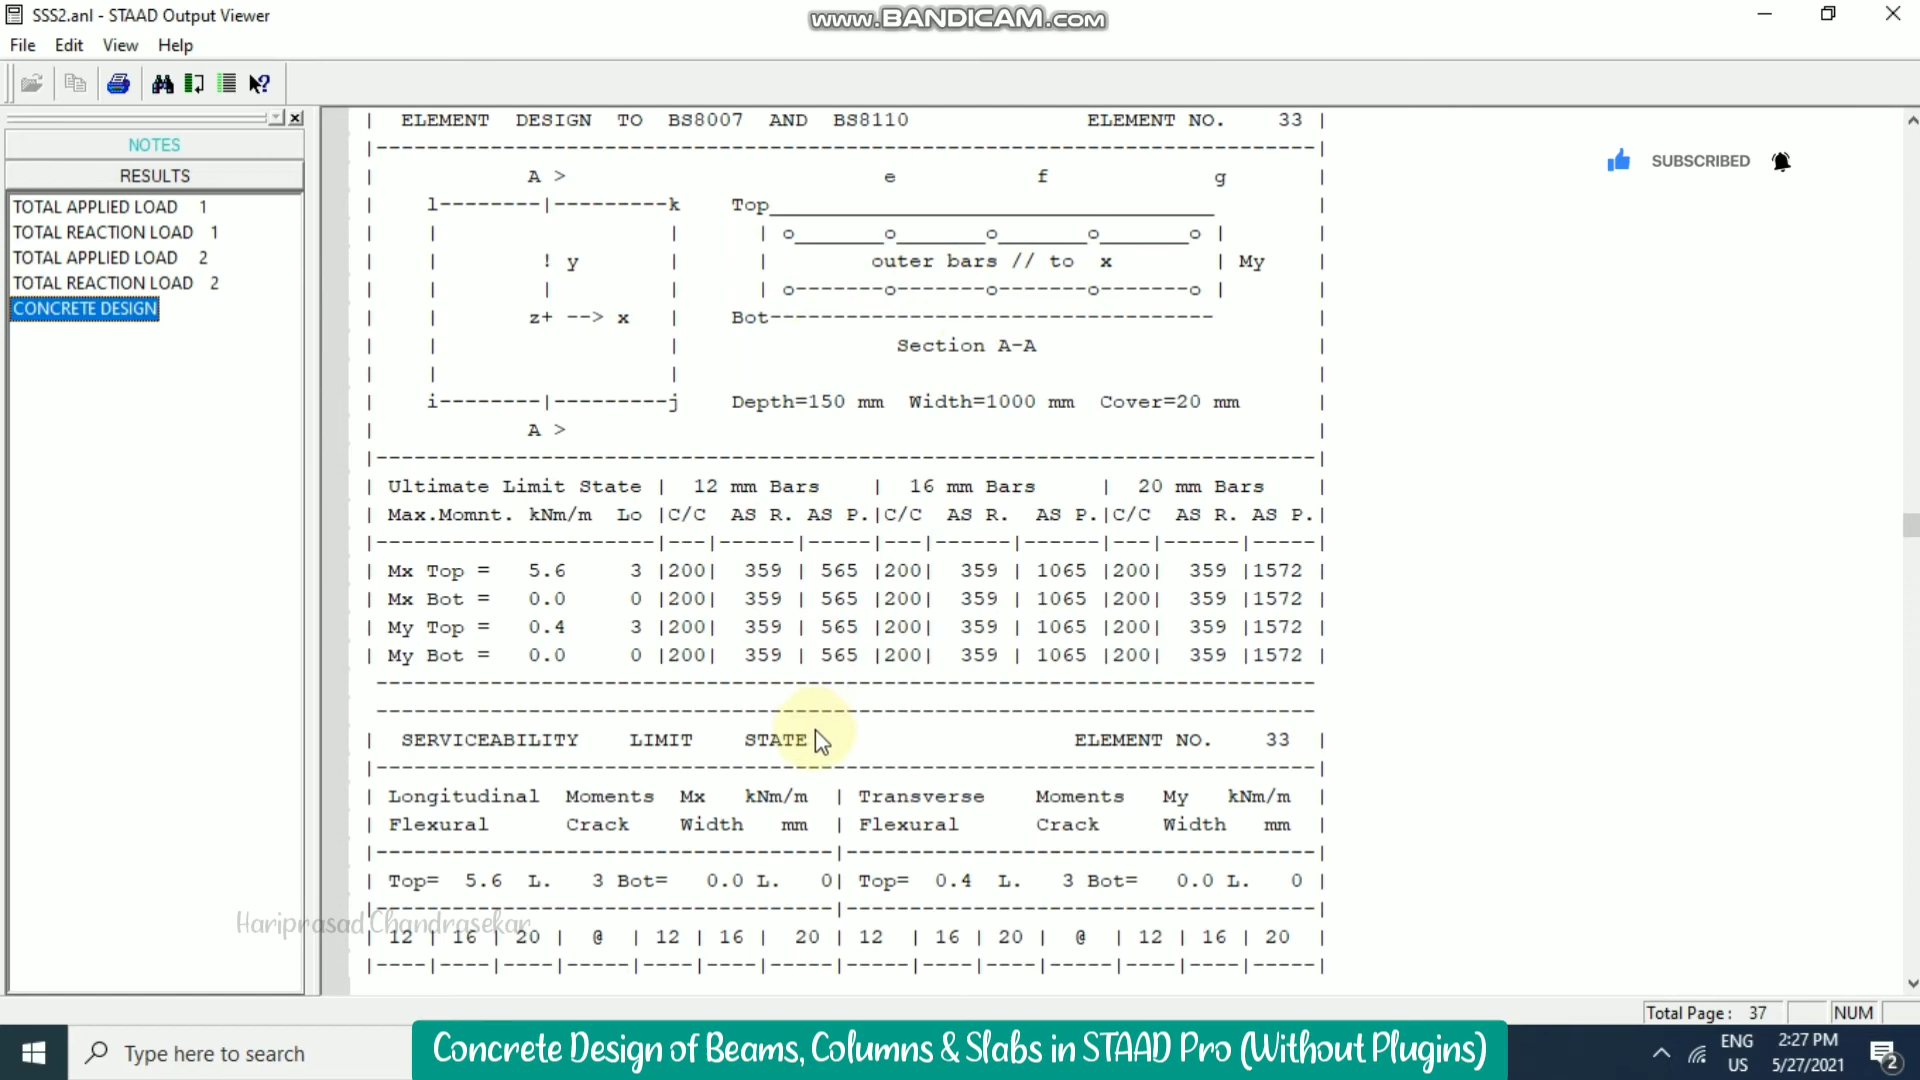 SSS2.anl - STAAD Output Viewer
www.BANDICAM.com
File Edit View Help
NOTES
RESULTS
TOTAL APPLIED LOAD 1
TOTAL REACTION LOAD 1
TOTAL APPLIED LOAD 2
TOTAL REACTION LOAD 2
CONCRETE DESIGN
SUBSCRIBED
| ELEMENT DESIGN TO BS8007 AND BS8110 ELEMENT NO. 33 |
|--------------------------------------------------------------------------|
| A > e f g |
| l--------|---------k Top___________________________________ |
| | | | o________o________o________o________o | |
| | ! y | | outer bars // to x | My |
| | | | | o-------o-------o-------o-------o | |
| | z+ --> x | Bot----------------------------------- |
| | | Section A-A |
| | | |
| i--------|---------j Depth=150 mm Width=1000 mm Cover=20 mm |
| A > |
|--------------------------------------------------------------------------|
| Ultimate Limit State | 12 mm Bars | 16 mm Bars | 20 mm Bars |
| Max.Momnt. kNm/m Lo |C/C AS R. AS P.|C/C AS R. AS P.|C/C AS R. AS P.|
|----------------------|---|------|-----|---|------|------|---|------|-----|
| Mx Top = 5.6 3 |200| 359 | 565 |200| 359 | 1065 |200| 359 |1572 |
| Mx Bot = 0.0 0 |200| 359 | 565 |200| 359 | 1065 |200| 359 |1572 |
| My Top = 0.4 3 |200| 359 | 565 |200| 359 | 1065 |200| 359 |1572 |
| My Bot = 0.0 0 |200| 359 | 565 |200| 359 | 1065 |200| 359 |1572 |
--------------------------------------------------------------------------
--------------------------------------------------------------------------
| SERVICEABILITY LIMIT STATE ELEMENT NO. 33 |
|--------------------------------------------------------------------------|
| Longitudinal Moments Mx kNm/m | Transverse Moments My kNm/m |
| Flexural Crack Width mm | Flexural Crack Width mm |
|------------------------------------|-------------------------------------|
| Top= 5.6 L. 3 Bot= 0.0 L. 0| Top= 0.4 L. 3 Bot= 0.0 L. 0 |
|------------------------------------|-------------------------------------|
Hariprasad Chandrasekar
| 12 | 16 | 20 | @ | 12 | 16 | 20 | 12 | 16 | 20 | @ | 12 | 16 | 20 |
|----|----|----|-----|----|----|-----|-----|----|----|-----|----|----|-----|
Total Page : 37 NUM
Type here to search
Concrete Design of Beams, Columns & Slabs in STAAD Pro (Without Plugins)
ENG
US
2:27 PM
5/27/2021
2